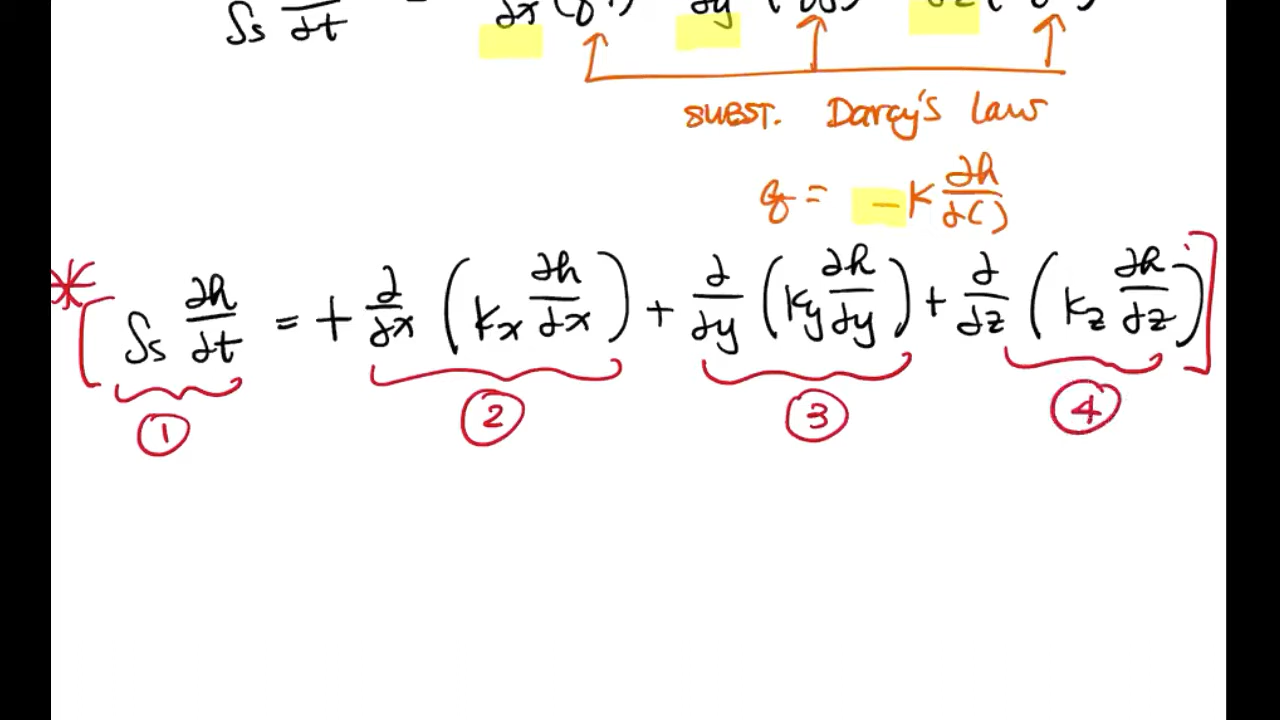 Ss ∂t ∂x ∂y ∂z
SUBST. Darcy's Law
q = - K ∂h/∂( )
* [ Ss ∂h/∂t = + ∂/∂x ( Kx ∂h/∂x ) + ∂/∂y ( Ky ∂h/∂y ) + ∂/∂z ( Kz ∂h/∂z ) ]
① ② ③ ④